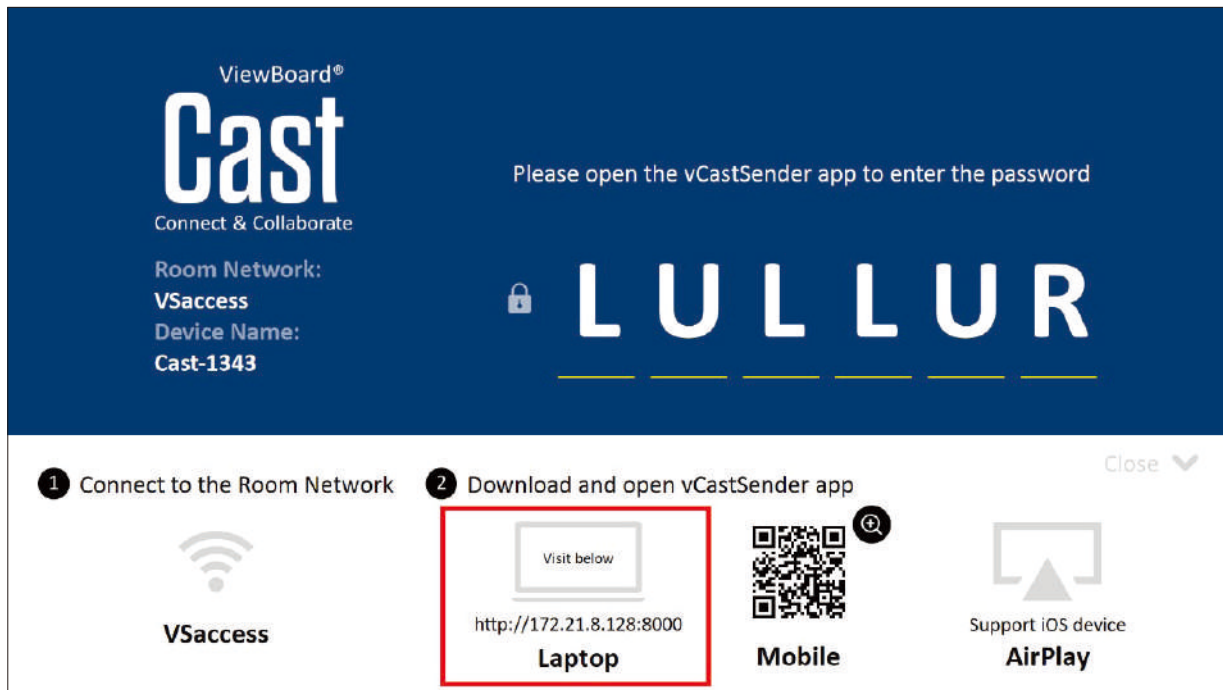 ViewBoard®
Cast
Connect & Collaborate
Room Network:
VSaccess
Device Name:
Cast-1343
Please open the vCastSender app to enter the password
LULLUR
Close
1 Connect to the Room Network
VSaccess
2 Download and open vCastSender app
Visit below
http://172.21.8.128:8000
Laptop
Mobile
Support iOS device
AirPlay